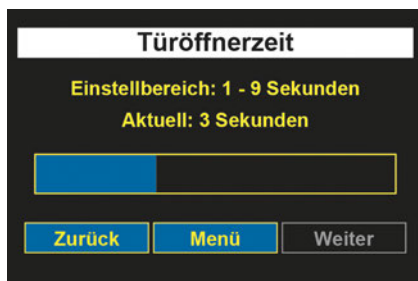 Türöffnerzeit
Einstellbereich: 1 - 9 Sekunden
Aktuell: 3 Sekunden
Zurück Menü Weiter